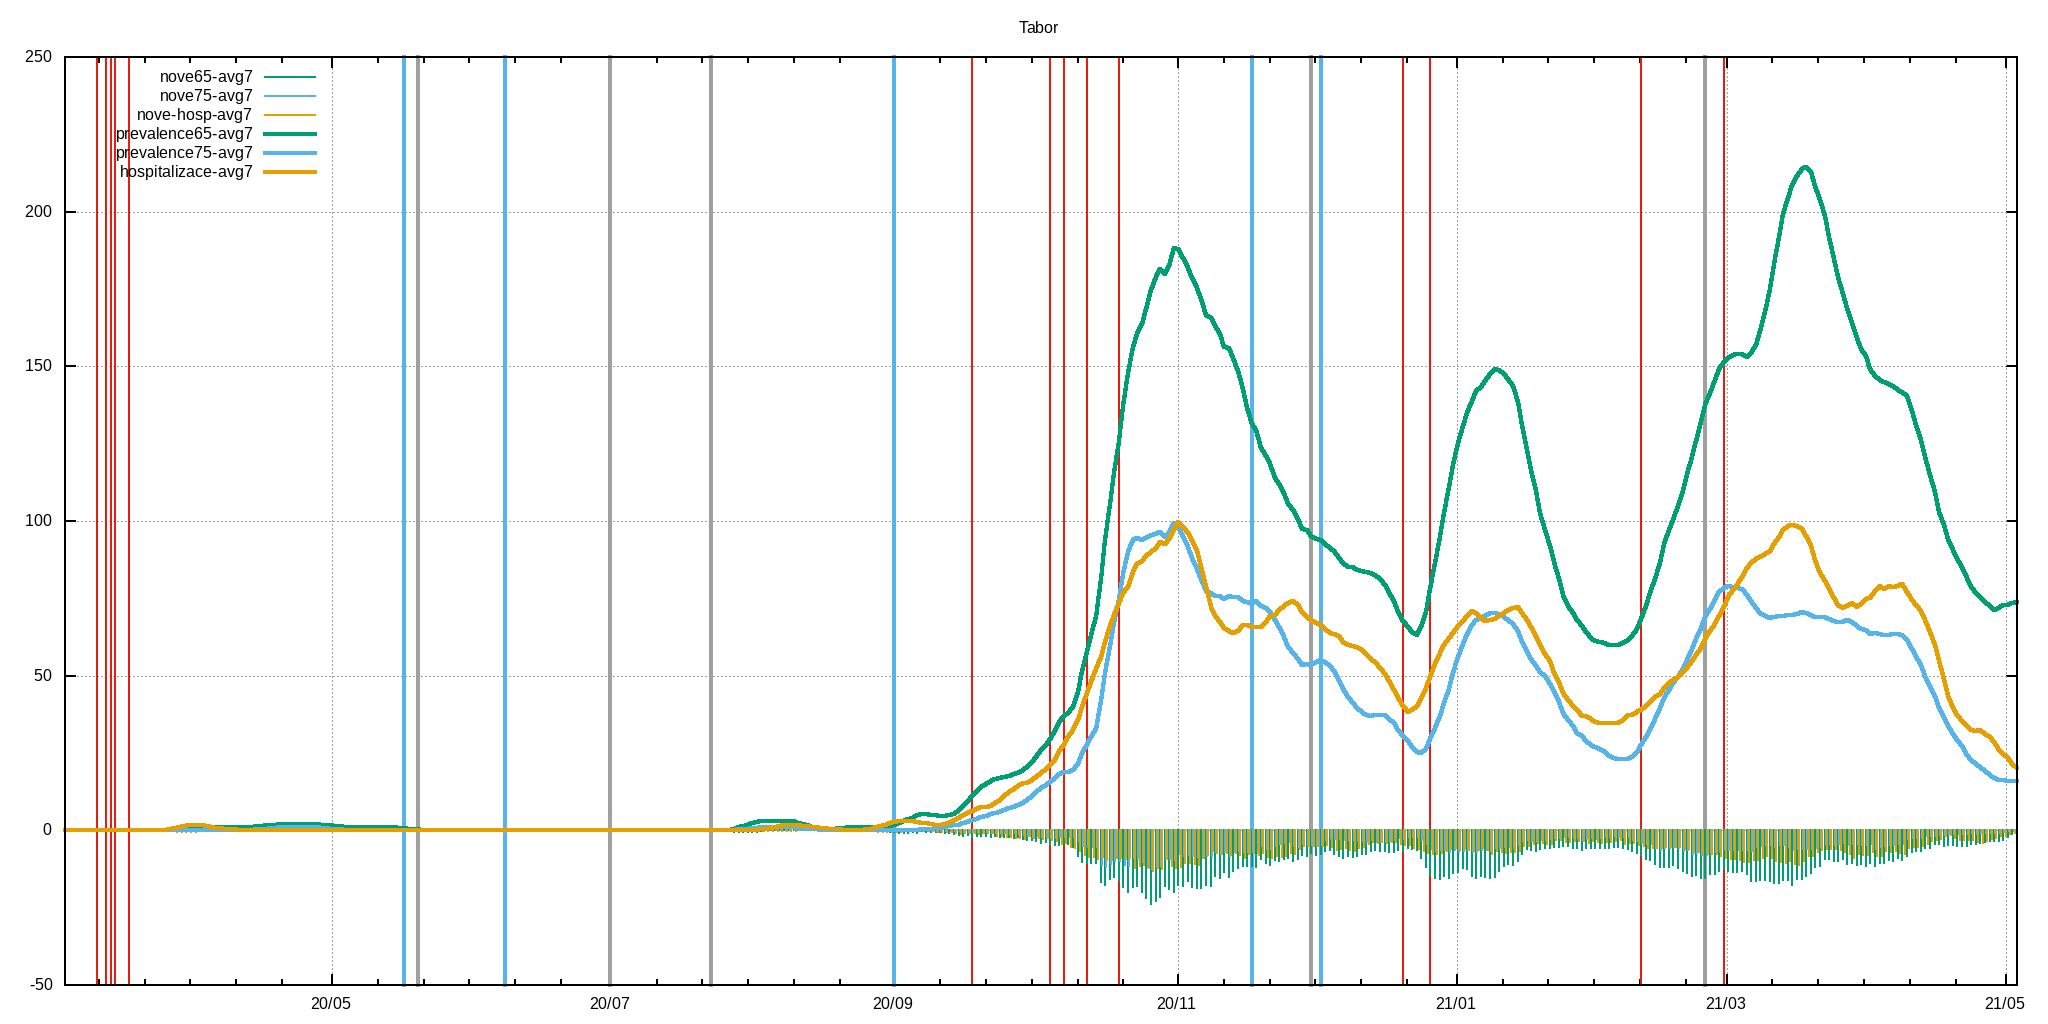 Tabor
250
nove65-avg7
nove75-avg7
nove-hosp-avg7
prevalence65-avg7
prevalence75-avg7
hospitalizace-avg7
200
150
100
50
0
-50
20/05
20/07
20/09
20/11
21/01
21/03
21/05